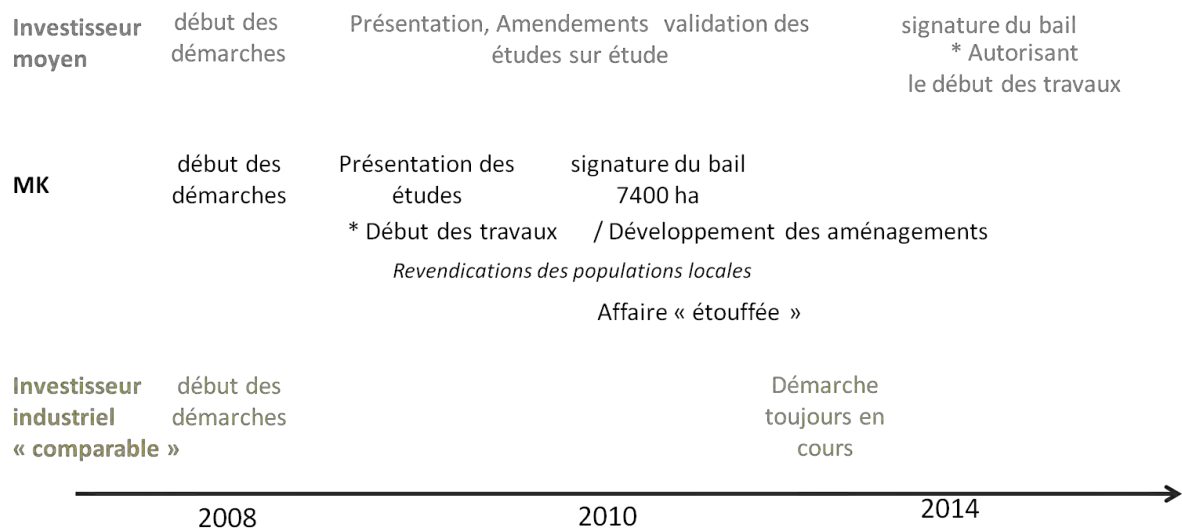 Investisseur moyen
début des démarches
Présentation, Amendements validation des études sur étude
signature du bail
* Autorisant
le début des travaux
MK
début des démarches
Présentation des études
signature du bail
7400 ha
* Début des travaux / Développement des aménagements
Revendications des populations locales
Affaire « étouffée »
Investisseur industriel « comparable »
début des démarches
Démarche toujours en cours
2008
2010
2014